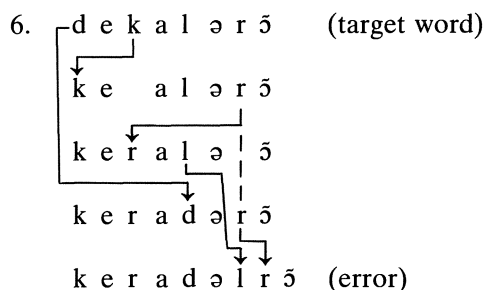 6. d e k a l ə r ɔ̃ (target word)
k e a l ə r ɔ̃
k e r a l ə ɔ̃
k e r a d ə r ɔ̃
k e r a d ə l r ɔ̃ (error)